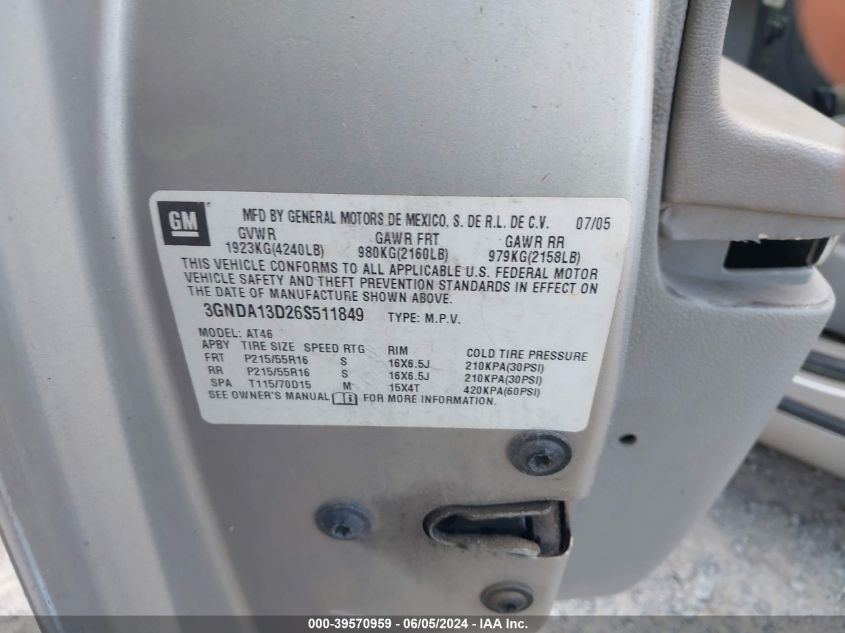 GM MFD BY GENERAL MOTORS DE MEXICO, S. DE R.L. DE C.V. 07/05
GVWR GAWR FRT GAWR RR
1923KG(4240LB) 980KG(2160LB) 979KG(2158LB)
THIS VEHICLE CONFORMS TO ALL APPLICABLE U.S. FEDERAL MOTOR
VEHICLE SAFETY AND THEFT PREVENTION STANDARDS IN EFFECT ON
THE DATE OF MANUFACTURE SHOWN ABOVE.
3GNDA13D26S511849 TYPE: M.P.V.
MODEL: AT46
APBY TIRE SIZE SPEED RTG RIM COLD TIRE PRESSURE
FRT P215/55R16 S 16X6.5J 210KPA(30PSI)
RR P215/55R16 S 16X6.5J 210KPA(30PSI)
SPA T115/70D15 M 15X4T 420KPA(60PSI)
SEE OWNER'S MANUAL FOR MORE INFORMATION.
000-39570959 - 06/05/2024 - IAA Inc.